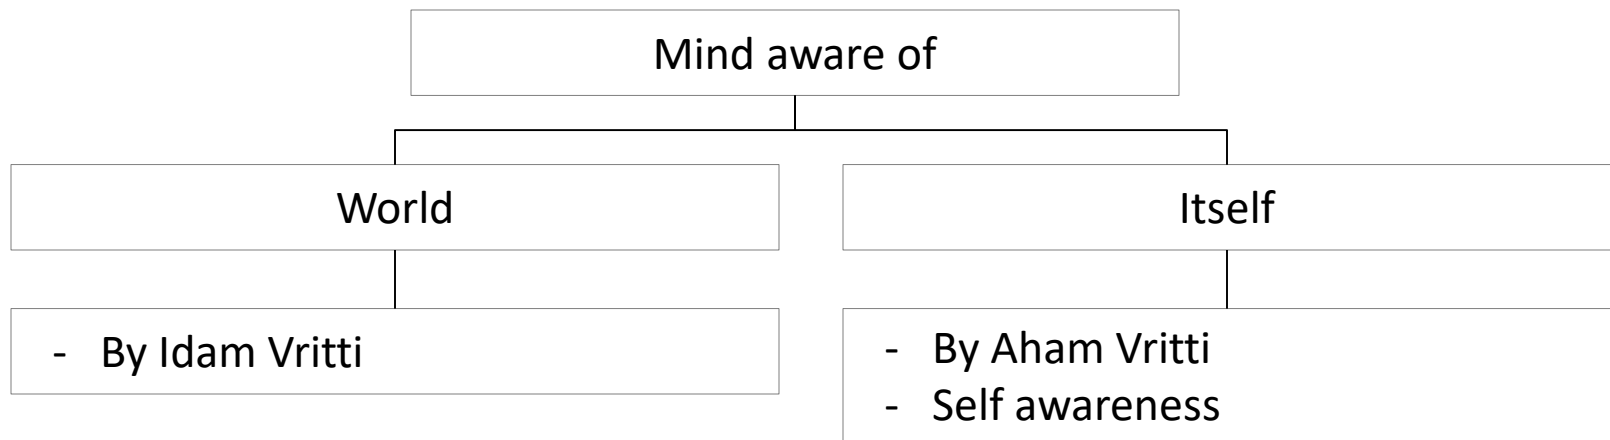 Mind aware of
World
Itself
- By Idam Vritti
- By Aham Vritti
- Self awareness